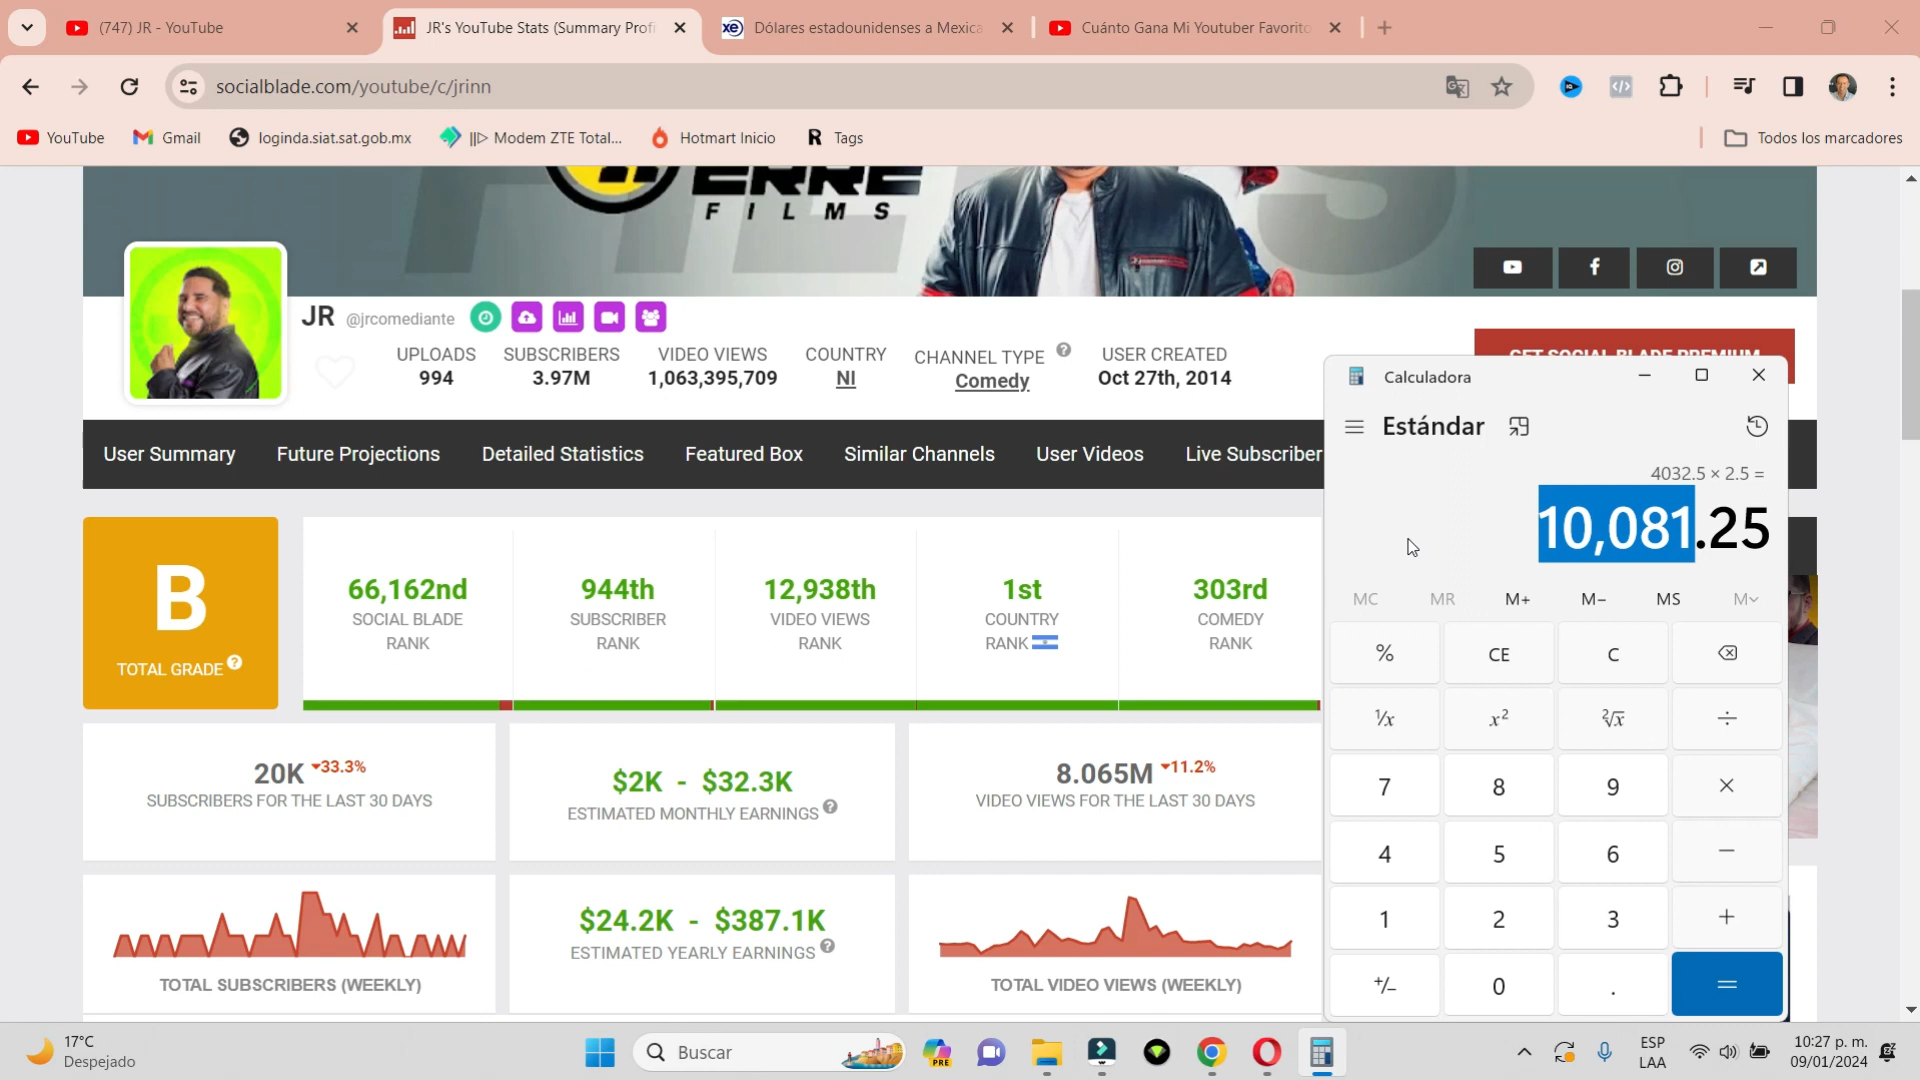 (747) JR - YouTube
JR's YouTube Stats (Summary Profi
Dólares estadounidenses a Mexica
Cuánto Gana Mi Youtuber Favorito
socialblade.com/youtube/c/jrinn
YouTube
Gmail
loginda.siat.sat.gob.mx
||▷ Modem ZTE Total...
Hotmart Inicio
Tags
Todos los marcadores
ERRE
FILMS
JR @jrcomediante
UPLOADS
994
SUBSCRIBERS
3.97M
VIDEO VIEWS
1,063,395,709
COUNTRY
NI
CHANNEL TYPE
Comedy
USER CREATED
Oct 27th, 2014
GET SOCIAL BLADE PREMIUM
User Summary
Future Projections
Detailed Statistics
Featured Box
Similar Channels
User Videos
Live Subscriber
B
TOTAL GRADE
66,162nd
SOCIAL BLADE
RANK
944th
SUBSCRIBER
RANK
12,938th
VIDEO VIEWS
RANK
1st
COUNTRY
RANK
303rd
COMEDY
RANK
20K 33.3%
SUBSCRIBERS FOR THE LAST 30 DAYS
$2K - $32.3K
ESTIMATED MONTHLY EARNINGS
8.065M 11.2%
VIDEO VIEWS FOR THE LAST 30 DAYS
TOTAL SUBSCRIBERS (WEEKLY)
$24.2K - $387.1K
ESTIMATED YEARLY EARNINGS
TOTAL VIDEO VIEWS (WEEKLY)
Calculadora
Estándar
4032.5 × 2.5 =
10,081.25
MC MR M+ M− MS M
% CE C
¹/x x² ²√x ÷
7 8 9 ×
4 5 6 −
1 2 3 +
+/− 0 . =
17°C
Despejado
Buscar
PRE
ESP
LAA
10:27 p. m.
09/01/2024